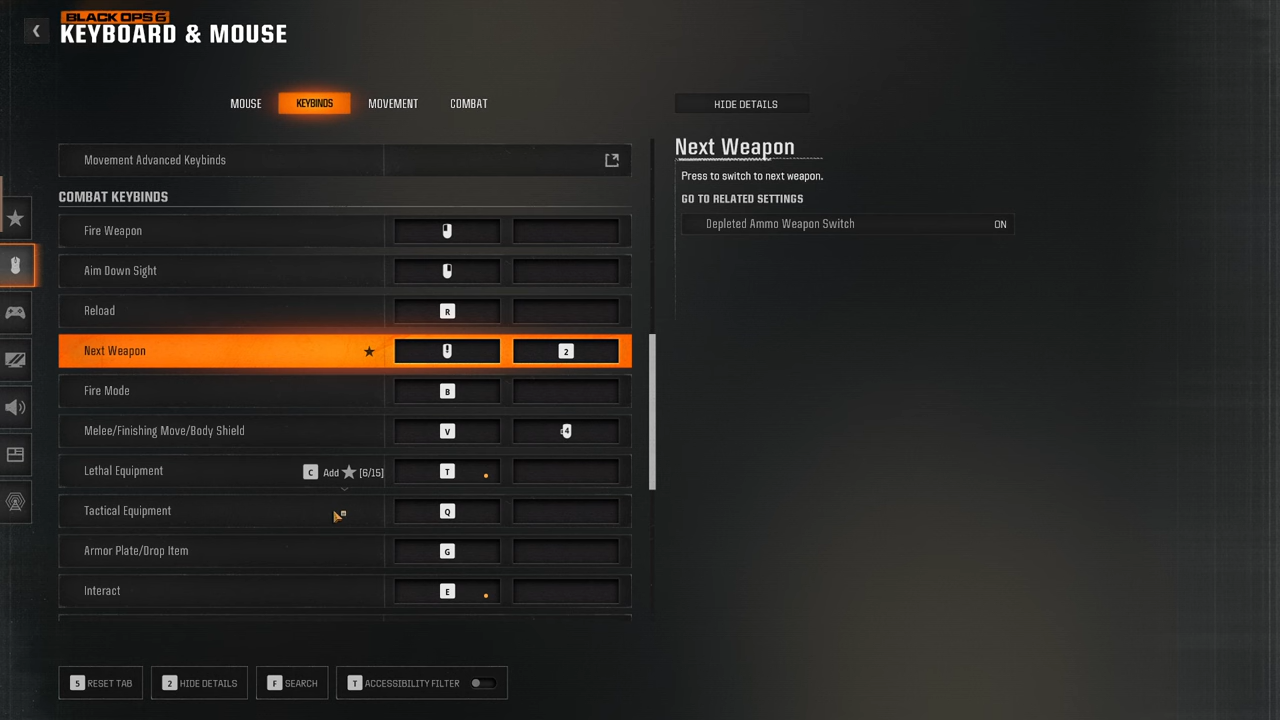 BLACK OPS 6
KEYBOARD & MOUSE
MOUSE KEYBINDS MOVEMENT COMBAT
HIDE DETAILS
Movement Advanced Keybinds
COMBAT KEYBINDS
Fire Weapon
Aim Down Sight
Reload R
Next Weapon 2
Fire Mode B
Melee/Finishing Move/Body Shield V 4
Lethal Equipment C Add [6/15] T
Tactical Equipment Q
Armor Plate/Drop Item G
Interact E
Next Weapon
Press to switch to next weapon.
GO TO RELATED SETTINGS
Depleted Ammo Weapon Switch ON
5 RESET TAB 2 HIDE DETAILS F SEARCH T ACCESSIBILITY FILTER